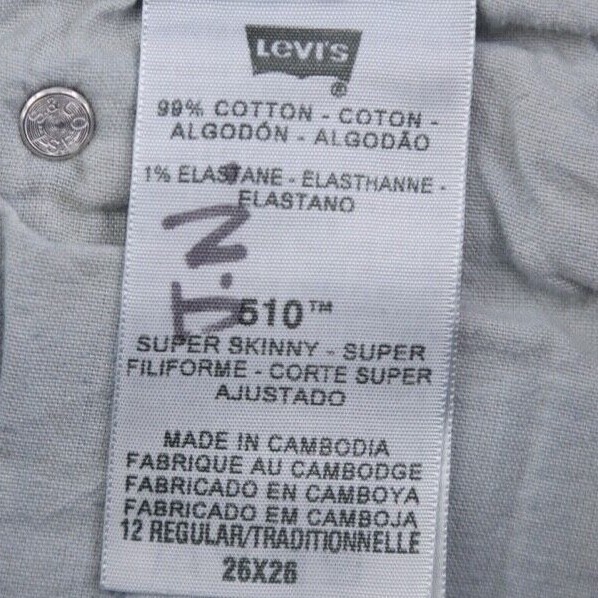 LEVI'S
®
99% COTTON - COTON -
ALGODÓN - ALGODÃO
1% ELASTANE - ÉLASTHANNE -
ELASTANO
J.N.
510™
SUPER SKINNY - SUPER
FILIFORME - CORTE SUPER
AJUSTADO
MADE IN CAMBODIA
FABRIQUE AU CAMBODGE
FABRICADO EN CAMBOYA
FABRICADO EM CAMBOJA
12 REGULAR/TRADITIONNELLE
26X26